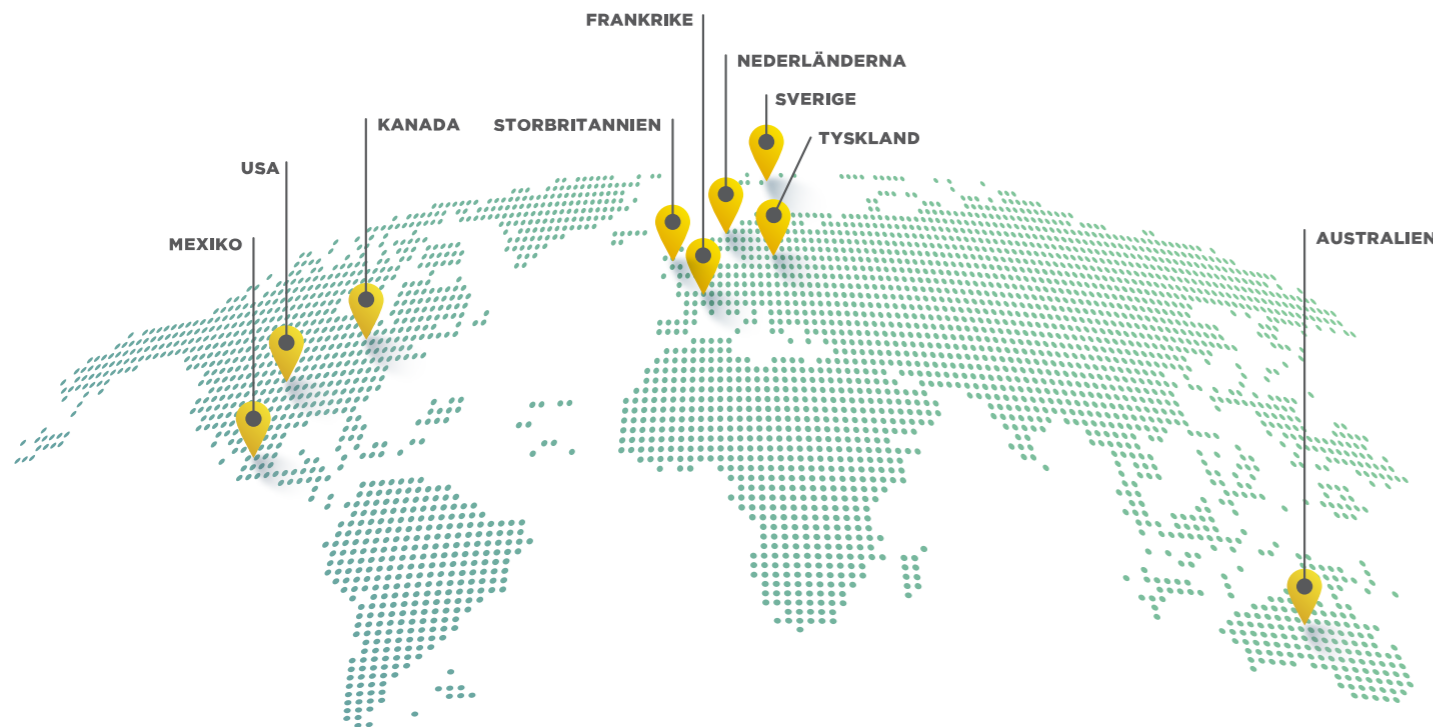 FRANKRIKE
NEDERLÄNDERNA
SVERIGE
KANADA
STORBRITANNIEN
TYSKLAND
USA
MEXIKO
AUSTRALIEN